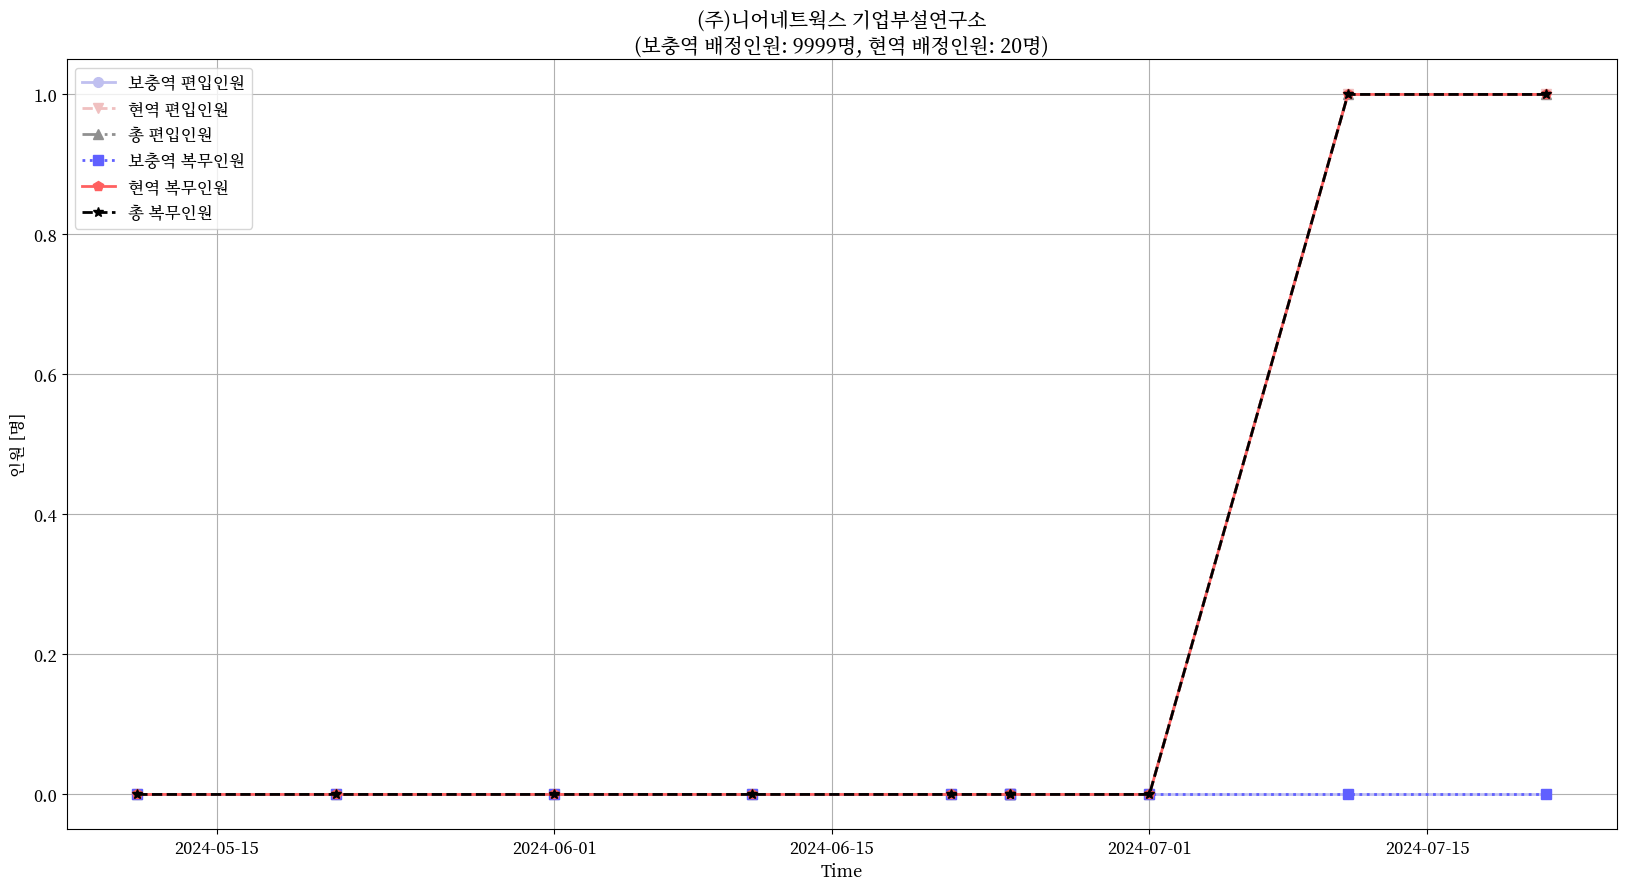 (주)니어네트웍스 기업부설연구소
(보충역 배정인원: 9999명, 현역 배정인원: 20명)
보충역 편입인원
현역 편입인원
총 편입인원
보충역 복무인원
현역 복무인원
총 복무인원
인원 [명]
1.0
0.8
0.6
0.4
0.2
0.0
2024-05-15
2024-06-01
2024-06-15
2024-07-01
2024-07-15
Time